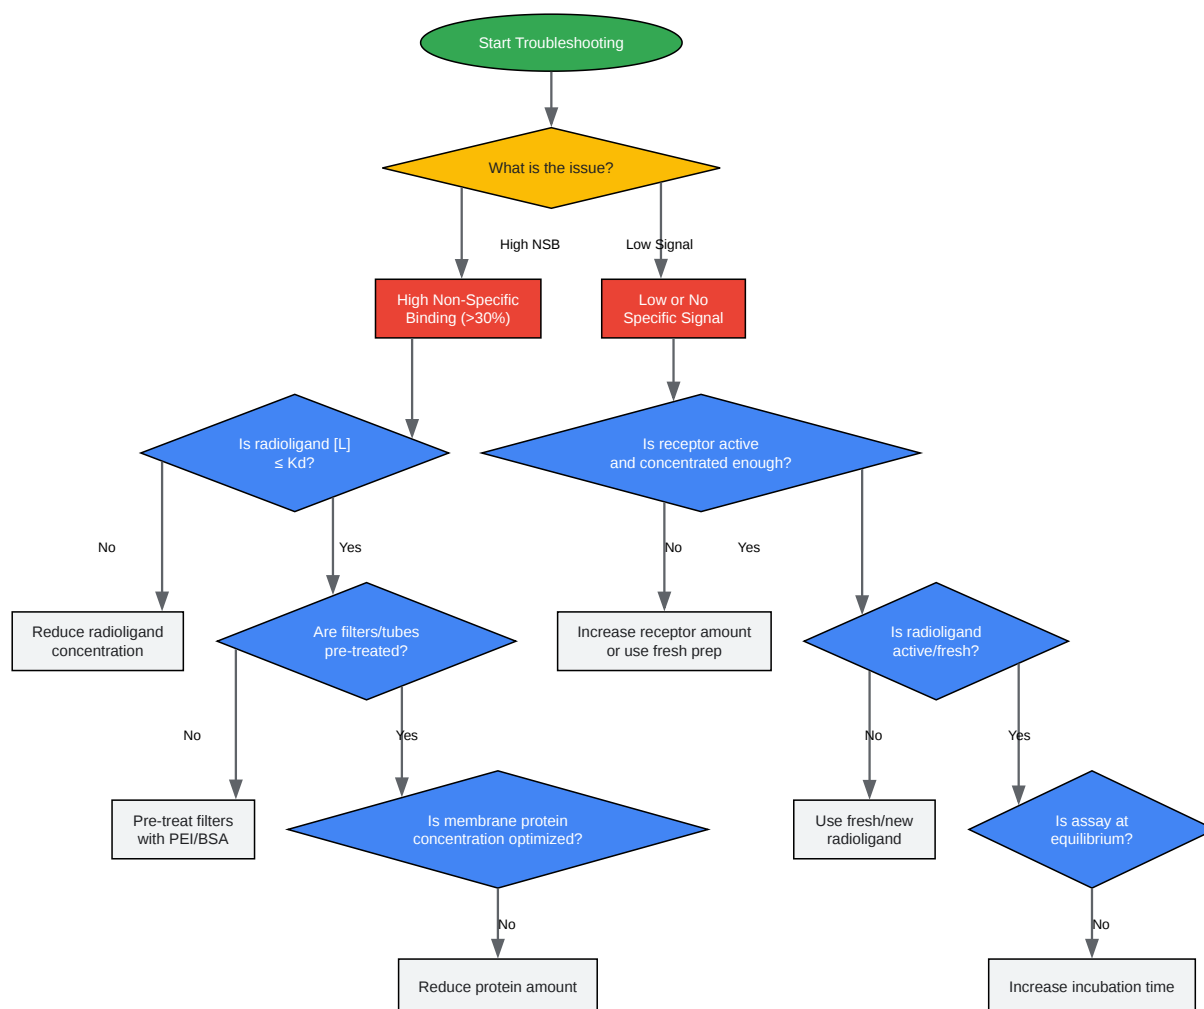 Start Troubleshooting
What is the issue?
High NSB
Low Signal
High Non-Specific
Binding (>30%)
Low or No
Specific Signal
Is radioligand [L]
≤ Kd?
Is receptor active
and concentrated enough?
No
Yes
No
Yes
Reduce radioligand
concentration
Are filters/tubes
pre-treated?
Increase receptor amount
or use fresh prep
Is radioligand
active/fresh?
No
Yes
No
Yes
Pre-treat filters
with PEI/BSA
Is membrane protein
concentration optimized?
Use fresh/new
radioligand
Is assay at
equilibrium?
No
No
Reduce protein amount
Increase incubation time